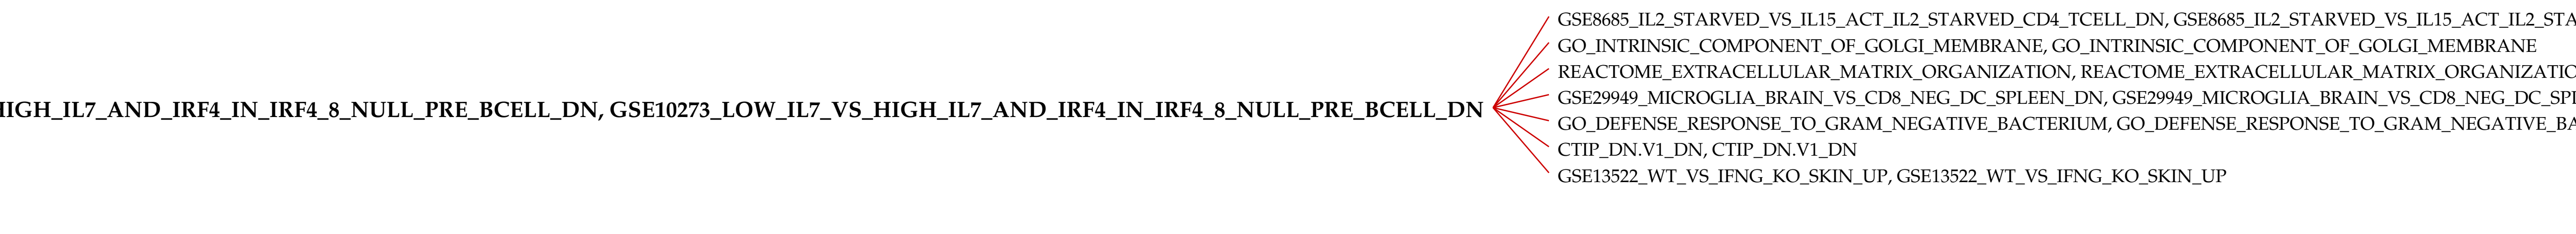 GSE8685_IL2_STARVED_VS_IL15_ACT_IL2_STARVED_CD4_TCELL_DN, GSE8685_IL2_STARVED_VS_IL15_ACT_IL2_STA
GO_INTRINSIC_COMPONENT_OF_GOLGI_MEMBRANE, GO_INTRINSIC_COMPONENT_OF_GOLGI_MEMBRANE
REACTOME_EXTRACELLULAR_MATRIX_ORGANIZATION, REACTOME_EXTRACELLULAR_MATRIX_ORGANIZATIO
GSE29949_MICROGLIA_BRAIN_VS_CD8_NEG_DC_SPLEEN_DN, GSE29949_MICROGLIA_BRAIN_VS_CD8_NEG_DC_SPL
HIGH_IL7_AND_IRF4_IN_IRF4_8_NULL_PRE_BCELL_DN, GSE10273_LOW_IL7_VS_HIGH_IL7_AND_IRF4_IN_IRF4_8_NULL_PRE_BCELL_DN
GO_DEFENSE_RESPONSE_TO_GRAM_NEGATIVE_BACTERIUM, GO_DEFENSE_RESPONSE_TO_GRAM_NEGATIVE_BA
CTIP_DN.V1_DN, CTIP_DN.V1_DN
GSE13522_WT_VS_IFNG_KO_SKIN_UP, GSE13522_WT_VS_IFNG_KO_SKIN_UP